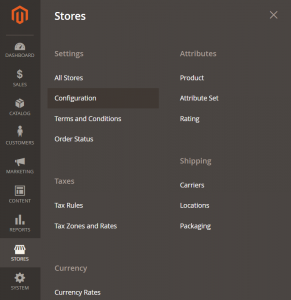 Stores
DASHBOARD
SALES
CATALOG
CUSTOMERS
MARKETING
CONTENT
REPORTS
STORES
SYSTEM
Settings
All Stores
Configuration
Terms and Conditions
Order Status
Taxes
Tax Rules
Tax Zones and Rates
Currency
Currency Rates
Attributes
Product
Attribute Set
Rating
Shipping
Carriers
Locations
Packaging